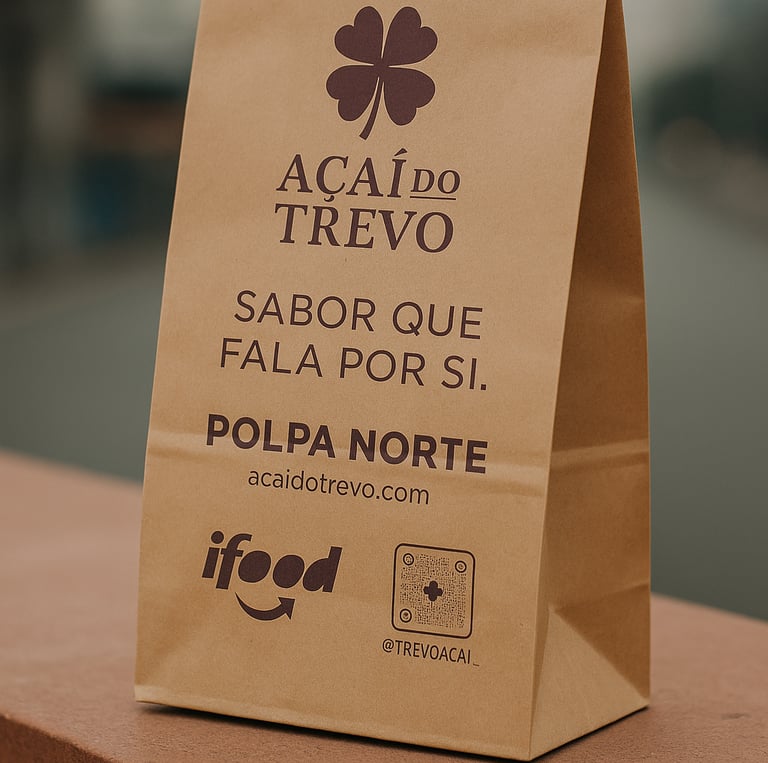 AÇAÍ DO
TREVO
SABOR QUE
FALA POR SI.
POLPA NORTE
acaidotrevo.com
ifood
@TREVOACAI_